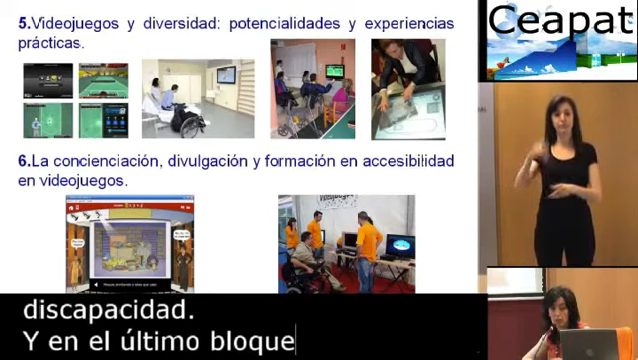 5.Videojuegos y diversidad: potencialidades y experiencias
prácticas.
6.La concienciación, divulgación y formación en accesibilidad
en videojuegos.
discapacidad.
Y en el último bloque
Ceapat